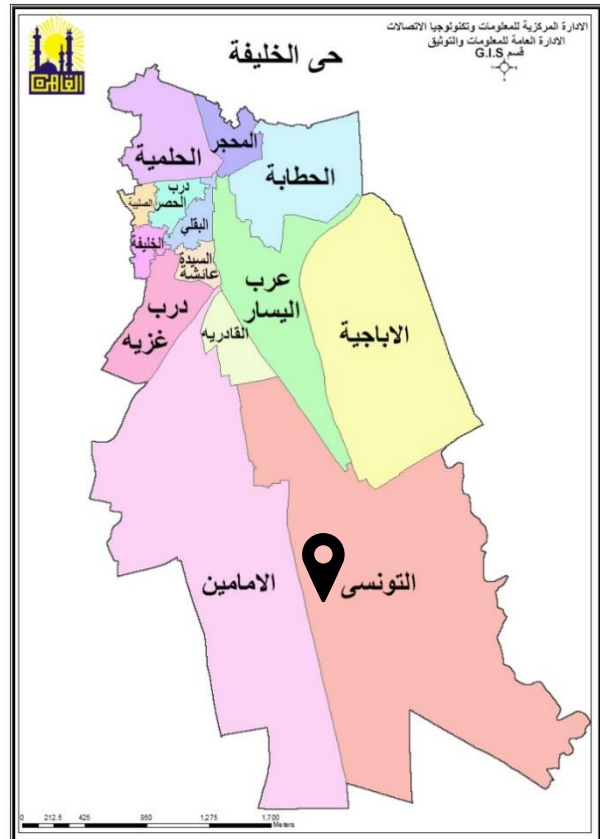 الادارة المركزية للمعلومات وتكنولوجيا الاتصالات
الادارة العامة للمعلومات والتوثيق
قسم G.I.S
حى الخليفة
القاهرة
المحجر
الحلمية
الحطابة
درب
الحصر
الصليبة
البقلي
الخليفة
السيدة
عائشة
عرب
اليسار
درب
غزيه
القادريه
الاباجية
الامامين
التونسى
0 212.5 425 850 1,275 1,700
Meters